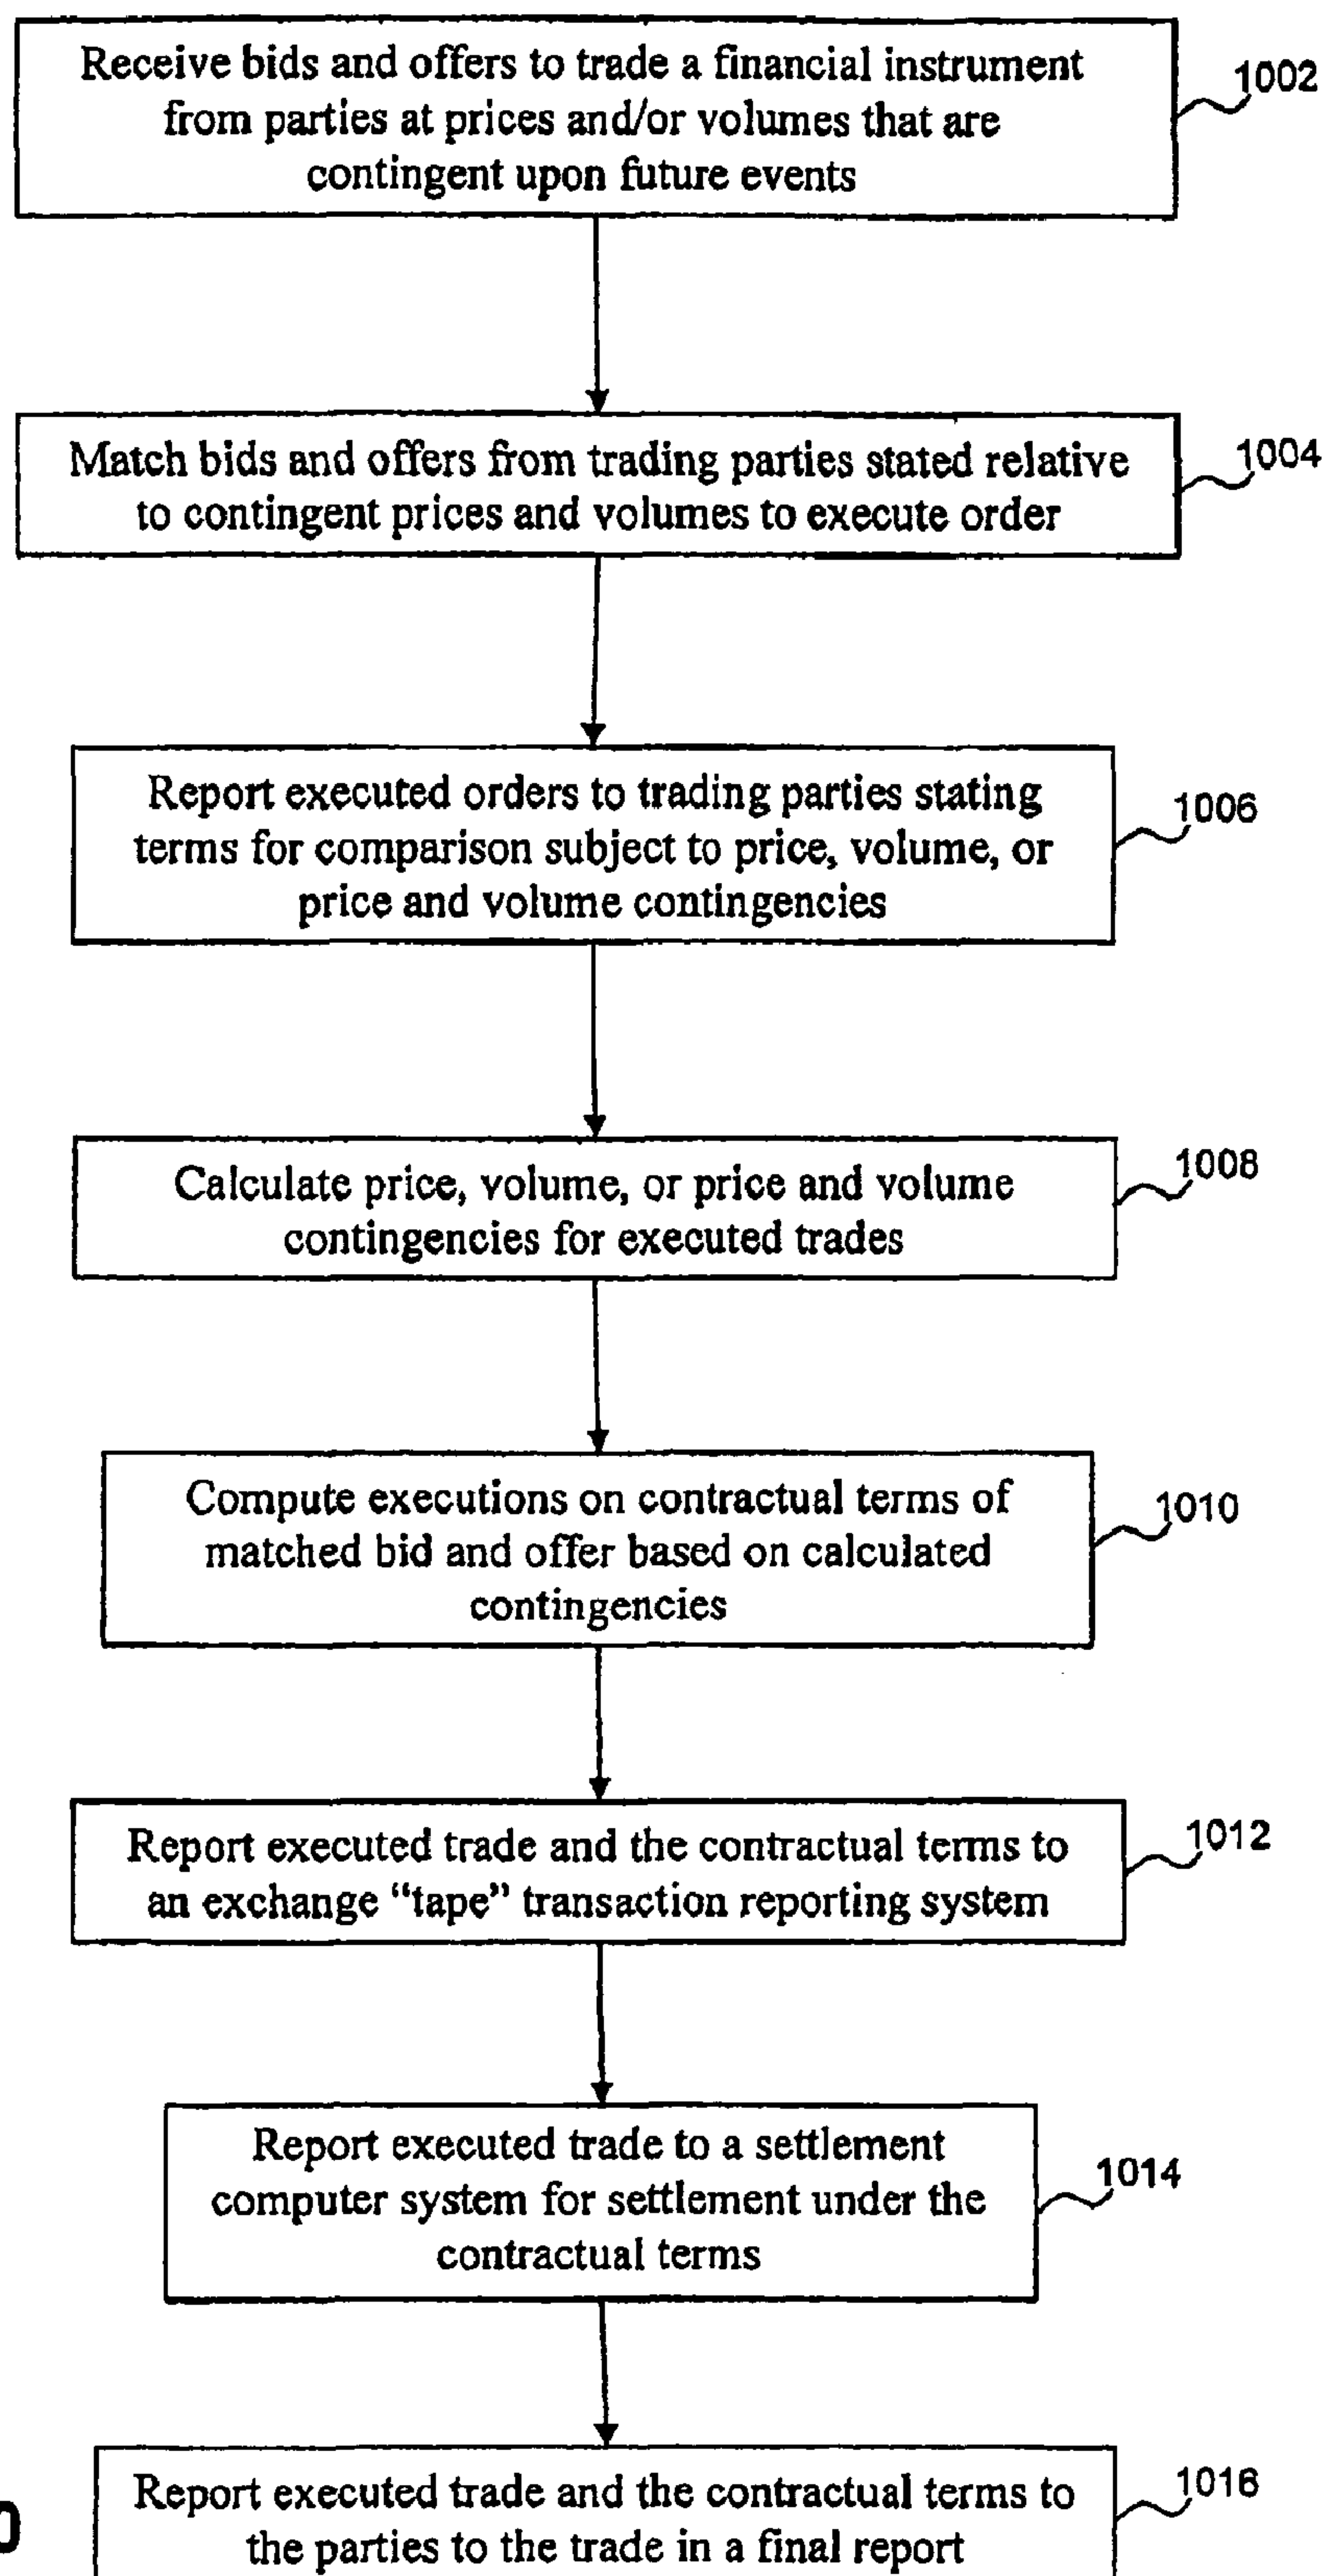 Receive bids and offers to trade a financial instrument
from parties at prices and/or volumes that are
contingent upon future events
1002
Match bids and offers from trading parties stated relative
to contingent prices and volumes to execute order
1004
Report executed orders to trading parties stating
terms for comparison subject to price, volume, or
price and volume contingencies
1006
Calculate price, volume, or price and volume
contingencies for executed trades
1008
Compute executions on contractual terms of
matched bid and offer based on calculated
contingencies
1010
Report executed trade and the contractual terms to
an exchange “tape” transaction reporting system
1012
Report executed trade to a settlement
computer system for settlement under the
contractual terms
1014
Report executed trade and the contractual terms to
the parties to the trade in a final report
1016